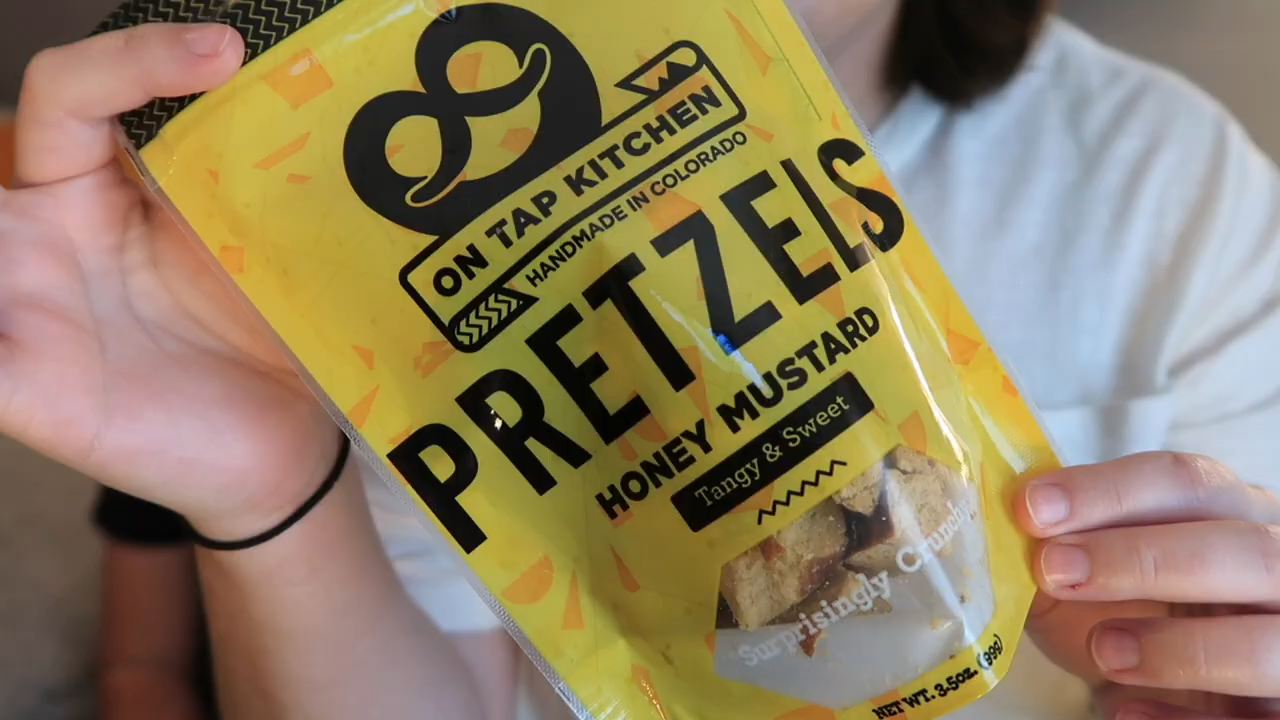 ON TAP KITCHEN
HANDMADE IN COLORADO
PRETZELS
HONEY MUSTARD
Tangy & Sweet
Surprisingly Crunchy
NET WT. 3.5oz. (99g)